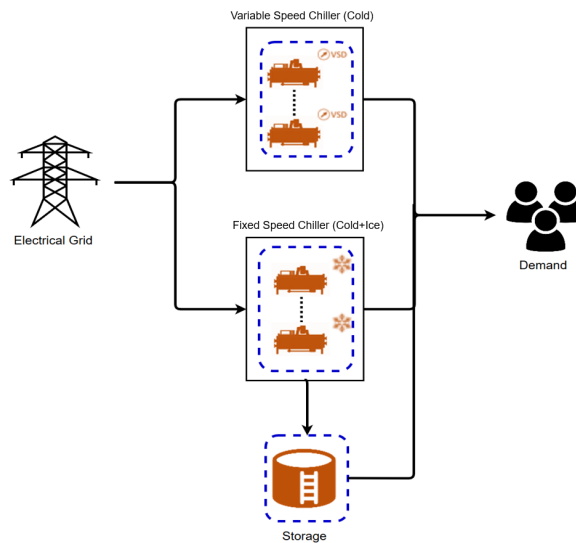 Variable Speed Chiller (Cold)
VSD
VSD
Electrical Grid
Fixed Speed Chiller (Cold+Ice)
Demand
Storage